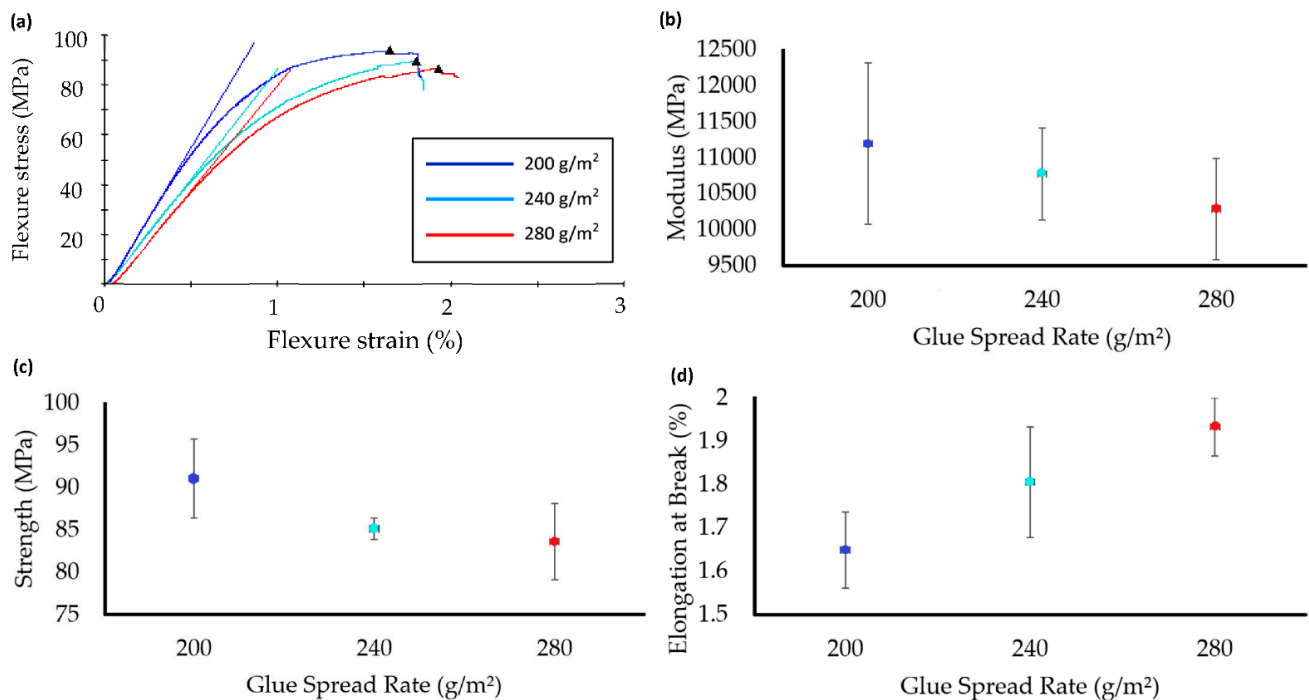 (a)
Flexure stress (MPa)
100
80
60
40
20
0
0 1 2 3
Flexure strain (%)
200 g/m²
240 g/m²
280 g/m²
(b)
Modulus (MPa)
12500
12000
11500
11000
10500
10000
9500
200 240 280
Glue Spread Rate (g/m²)
(c)
Strength (MPa)
100
95
90
85
80
75
200 240 280
Glue Spread Rate (g/m²)
(d)
Elongation at Break (%)
2
1.9
1.8
1.7
1.6
1.5
200 240 280
Glue Spread Rate (g/m²)